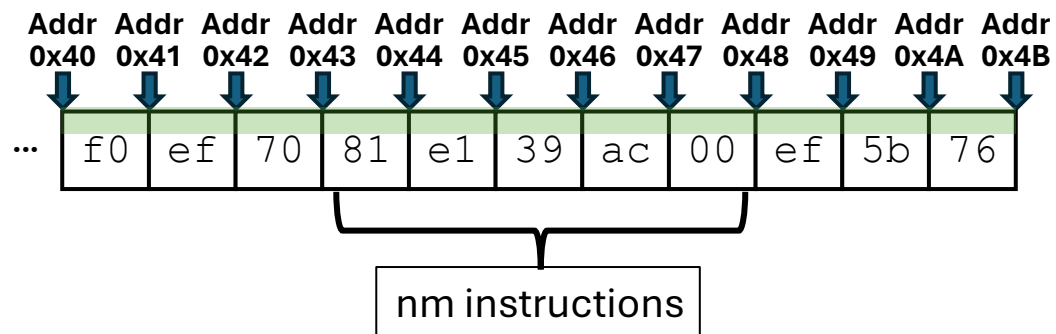 Addr Addr Addr Addr Addr Addr Addr Addr Addr Addr Addr Addr
0x40 0x41 0x42 0x43 0x44 0x45 0x46 0x47 0x48 0x49 0x4A 0x4B
... f0 ef 70 81 e1 39 ac 00 ef 5b 76
nm instructions